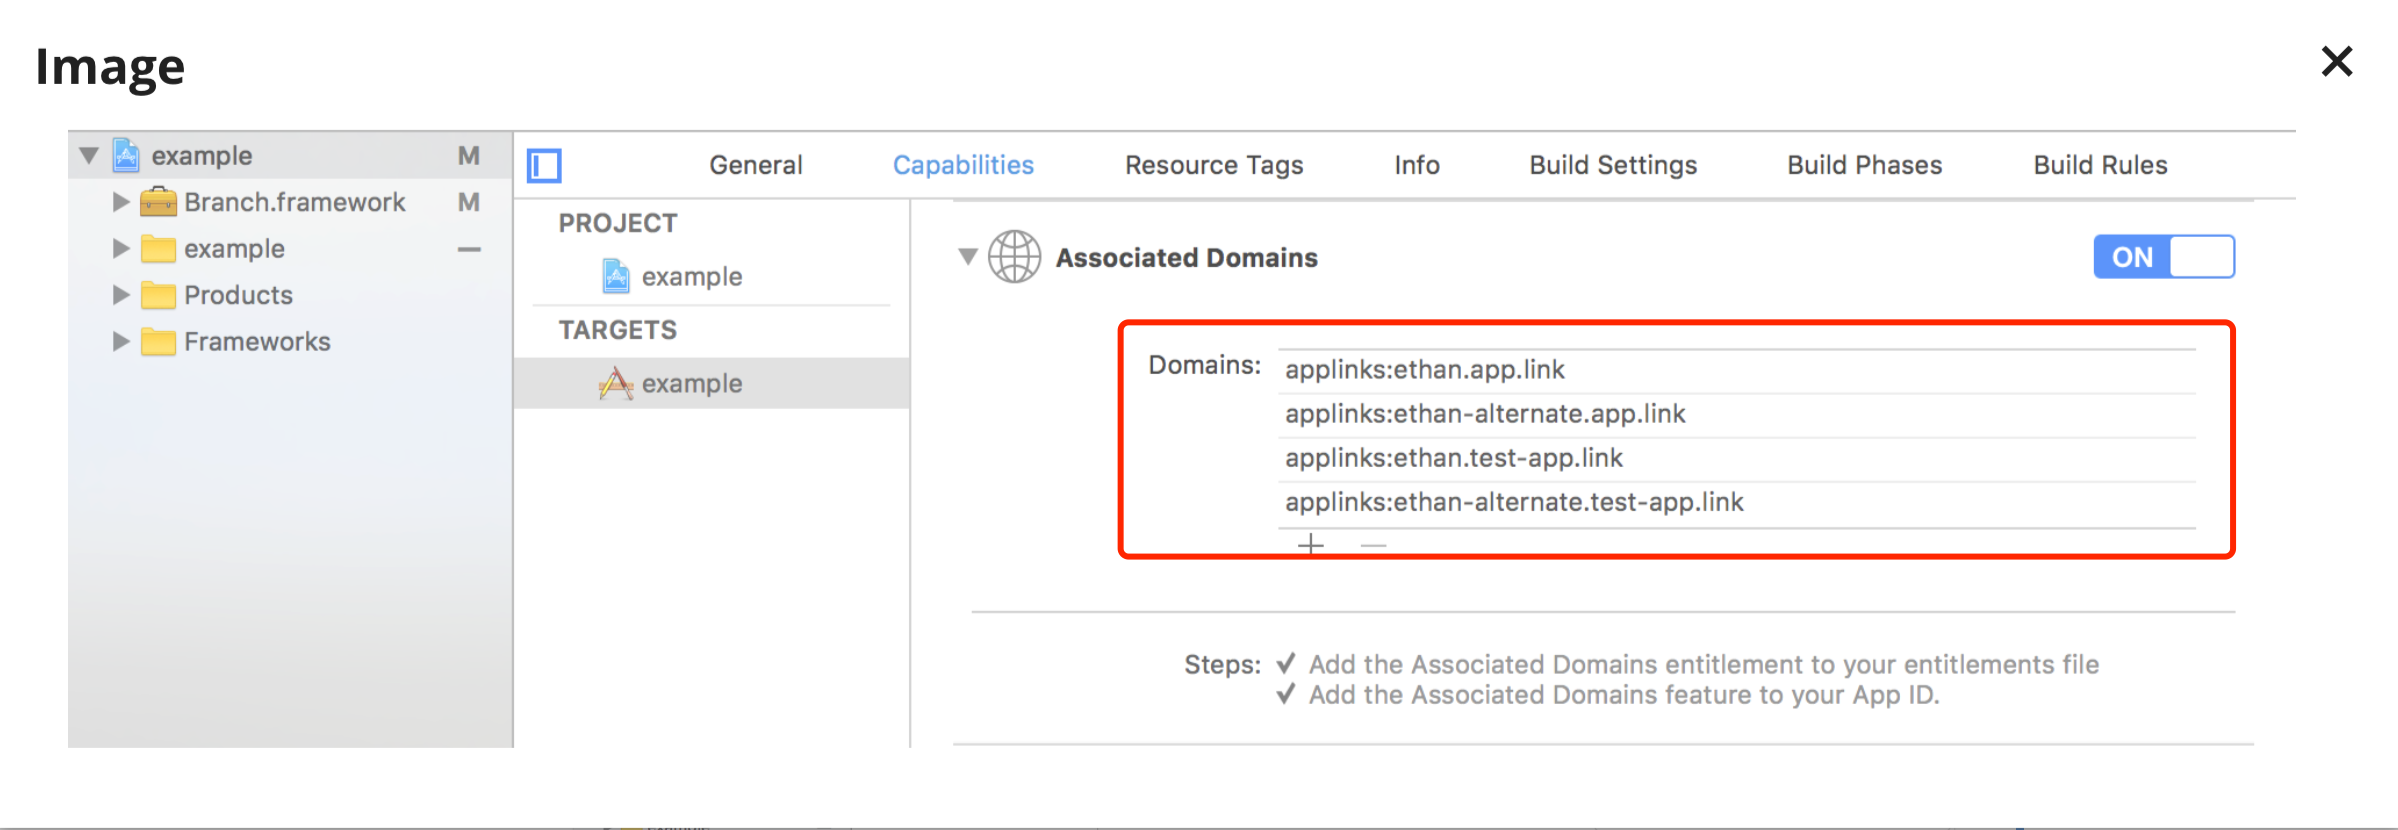 Image
example M
Branch.framework M
example
Products
Frameworks
General Capabilities Resource Tags Info Build Settings Build Phases Build Rules
PROJECT
example
TARGETS
example
Associated Domains ON
Domains: applinks:ethan.app.link
applinks:ethan-alternate.app.link
applinks:ethan.test-app.link
applinks:ethan-alternate.test-app.link
Steps: ✓ Add the Associated Domains entitlement to your entitlements file
✓ Add the Associated Domains feature to your App ID.